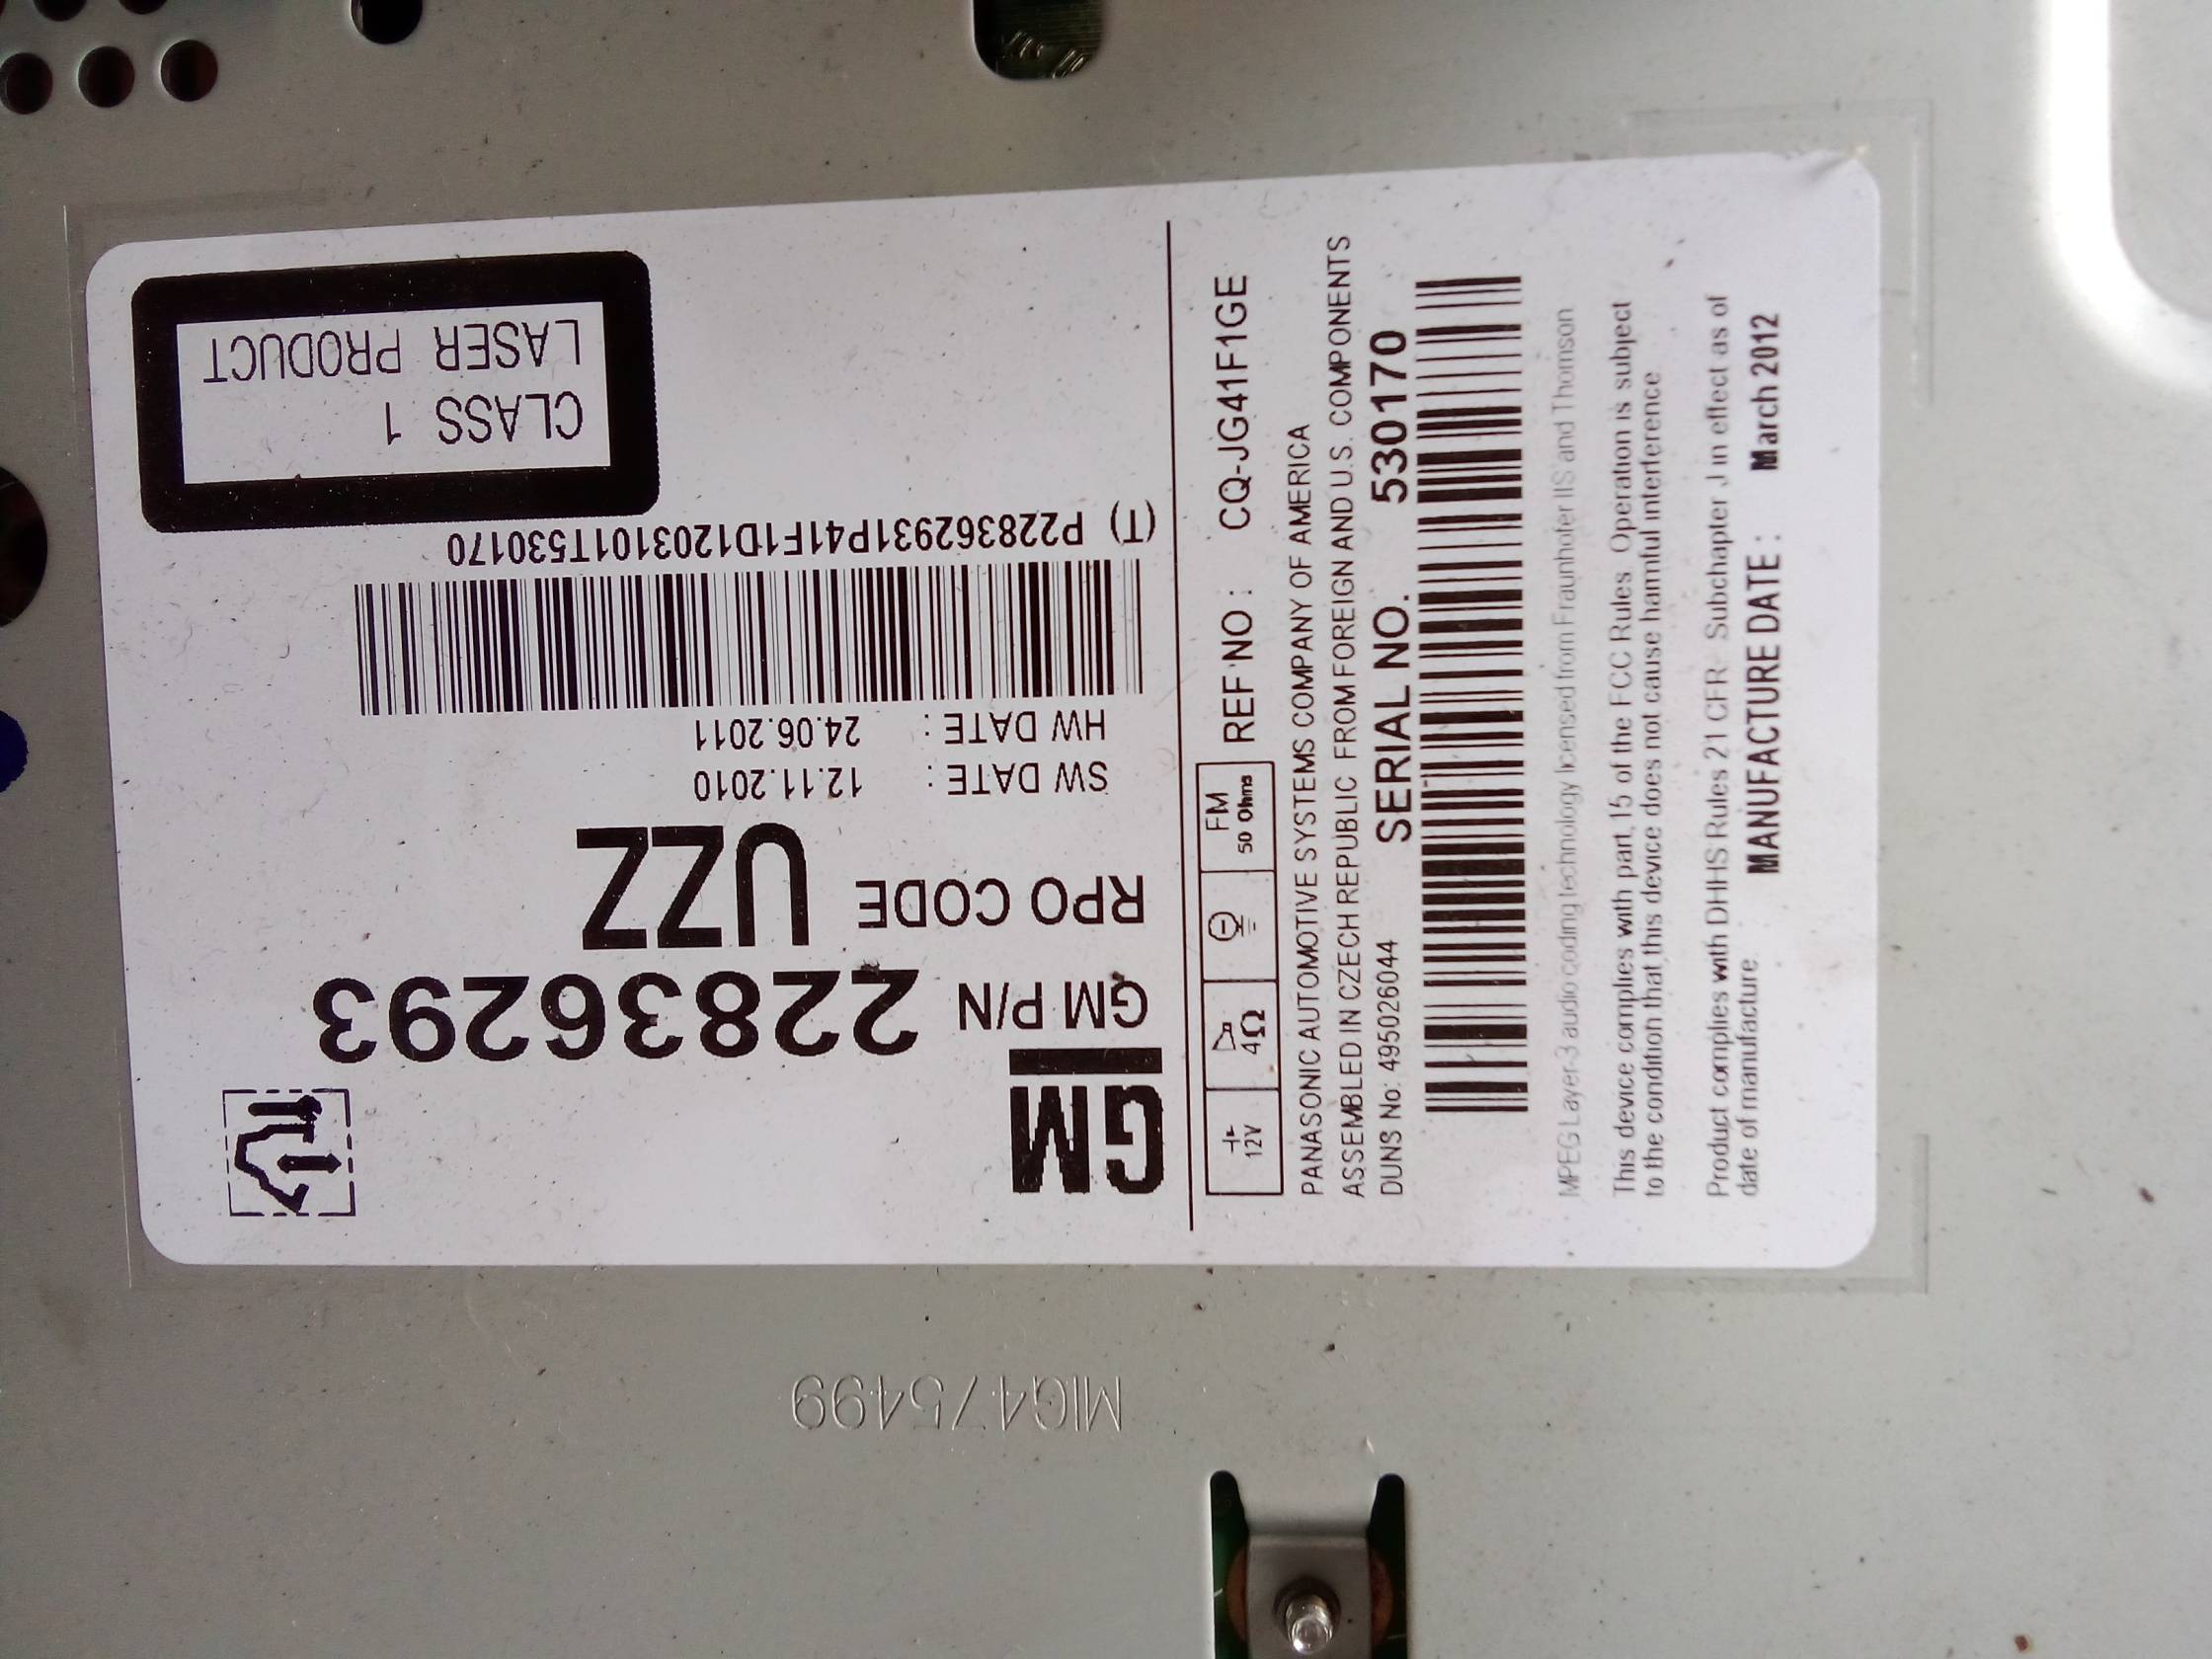 GM
GM P/N 22836293
RPO CODE UZZ
SW DATE : 12.11.2010
HW DATE : 24.06.2011
(T) P228362931P41F1D1203101T530170
CLASS 1
LASER PRODUCT
12V 4Ω FM
50 Ohms
REF NO : CQ-JG41F1GE
PANASONIC AUTOMOTIVE SYSTEMS COMPANY OF AMERICA
ASSEMBLED IN CZECH REPUBLIC FROM FOREIGN AND U.S. COMPONENTS
DUNS No: 495026044 SERIAL NO. 530170
MPEG Layer-3 audio coding technology licensed from Fraunhofer IIS and Thomson
This device complies with part 15 of the FCC Rules Operation is subject
to the condition that this device does not cause harmful interference
Product complies with DHHS Rules 21 CFR Subchapter J in effect as of
date of manufacture. MANUFACTURE DATE : March 2012